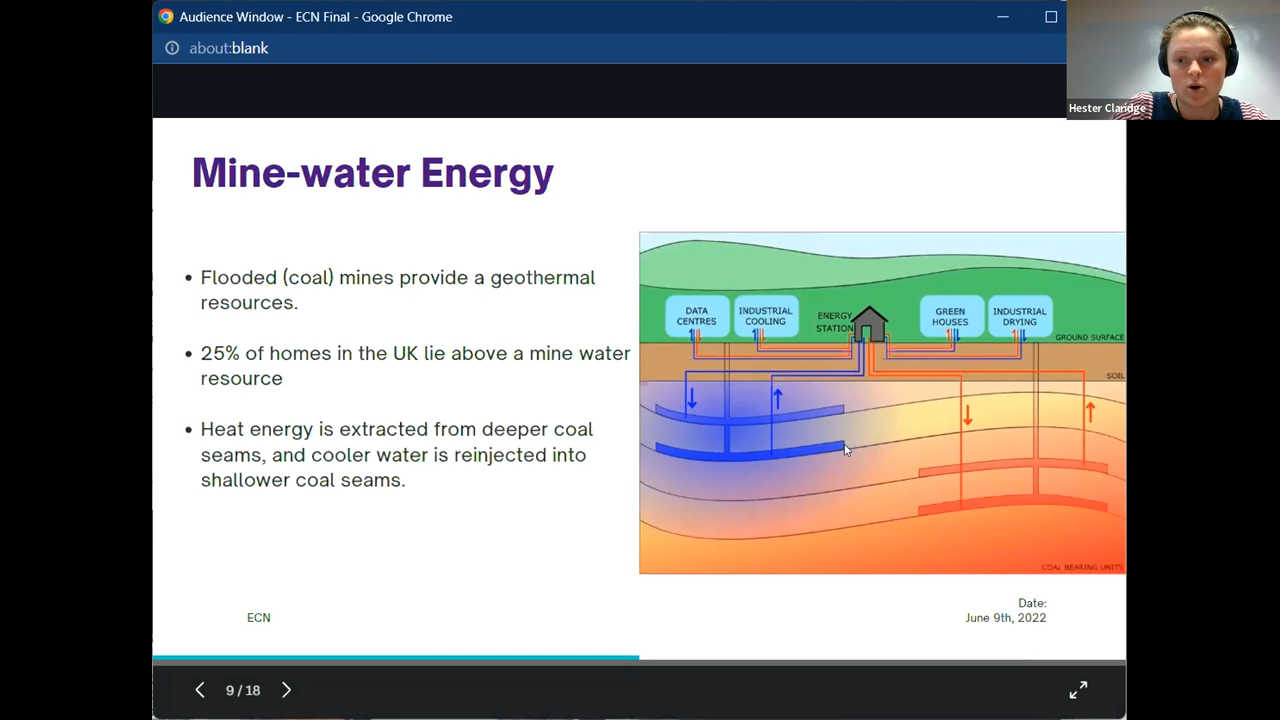 Audience Window - ECN Final - Google Chrome
about:blank
Hester Claridge
Mine-water Energy
• Flooded (coal) mines provide a geothermal
resources.
• 25% of homes in the UK lie above a mine water
resource
• Heat energy is extracted from deeper coal
seams, and cooler water is reinjected into
shallower coal seams.
DATA
CENTRES
INDUSTRIAL
COOLING
ENERGY
STATION
GREEN
HOUSES
INDUSTRIAL
DRYING
GROUND SURFACE
SOIL
COAL BEARING UNITS
ECN
Date:
June 9th, 2022
9 / 18